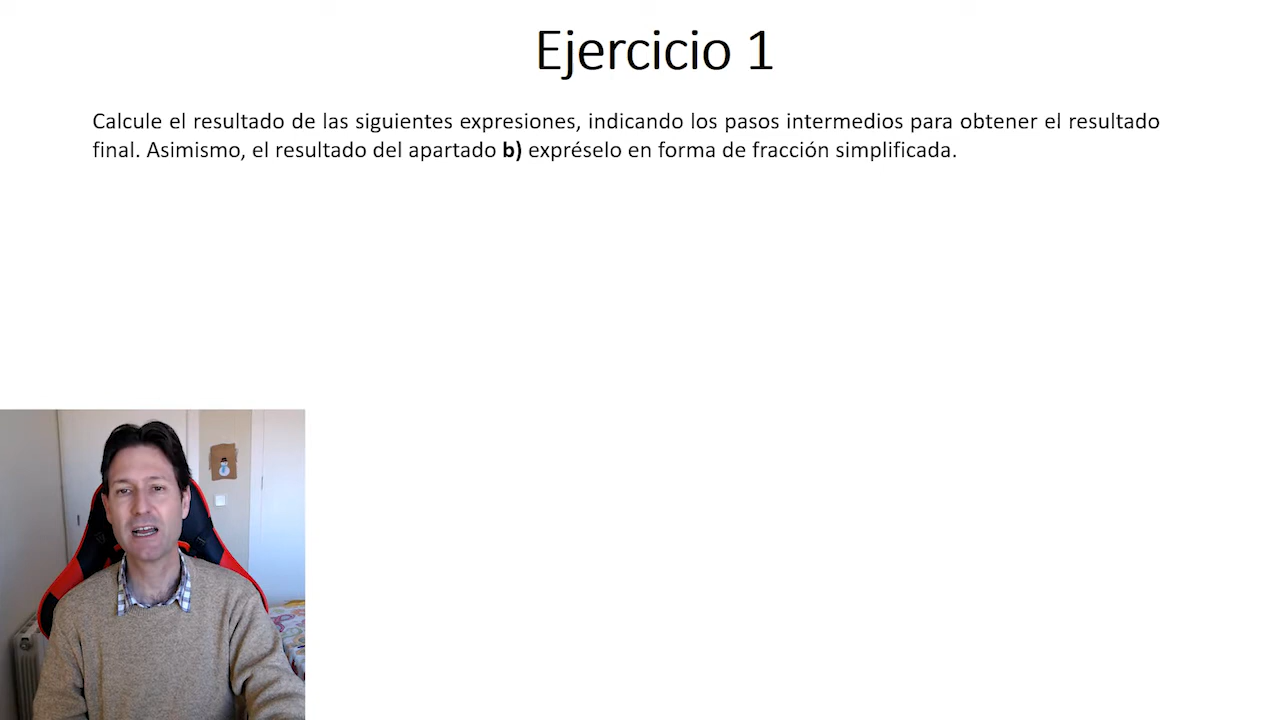 Ejercicio 1
Calcule el resultado de las siguientes expresiones, indicando los pasos intermedios para obtener el resultado
final. Asimismo, el resultado del apartado b) expréselo en forma de fracción simplificada.